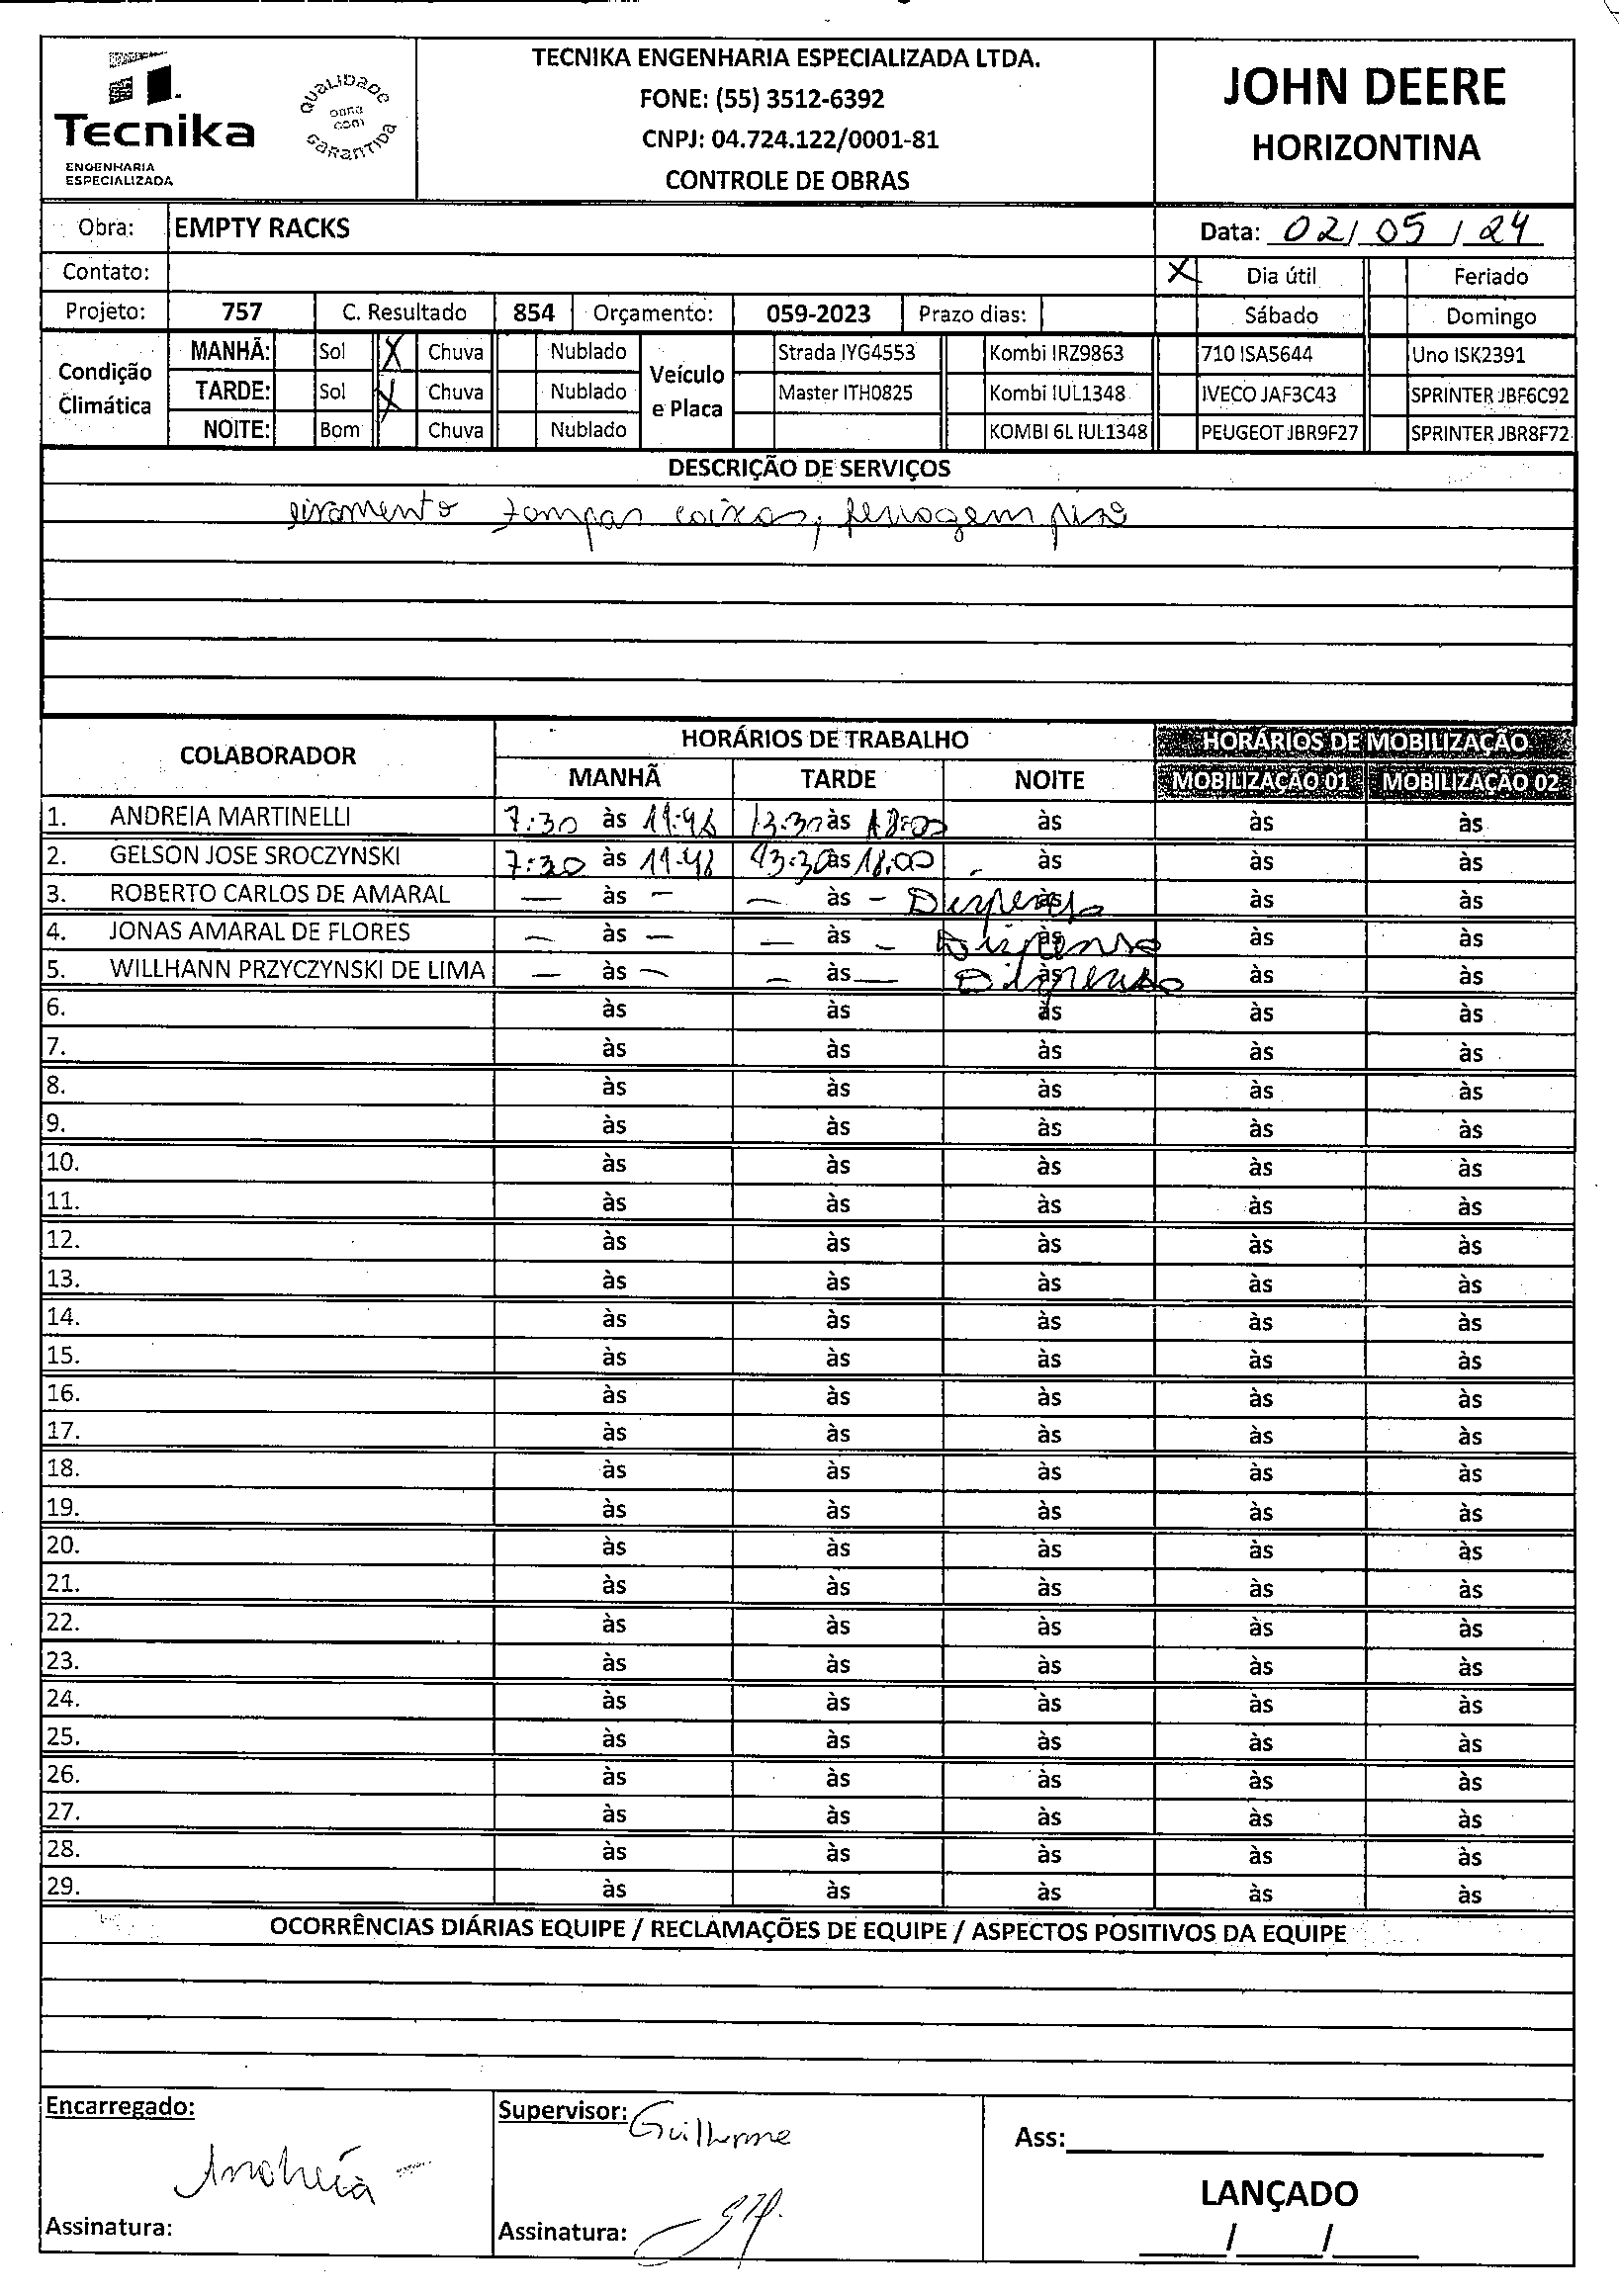 Tecnika
ENGENHARIA
ESPECIALIZADA
QUALIDADE
OBRA
COM
GARANTIDA
TECNIKA ENGENHARIA ESPECIALIZADA LTDA.
FONE: (55) 3512-6392
CNPJ: 04.724.122/0001-81
CONTROLE DE OBRAS
JOHN DEERE
HORIZONTINA
Obra: EMPTY RACKS Data: 02/05/24
Contato: X Dia útil Feriado
Projeto: 757 C. Resultado 854 Orçamento: 059-2023 Prazo dias: Sábado Domingo
Condição Climática
MANHÃ: Sol X Chuva Nublado
TARDE: Sol X Chuva Nublado
NOITE: Bom Chuva Nublado
Veículo e Placa
Strada IYG4553 Kombi IRZ9863 710 ISA5644 Uno ISK2391
Master ITH0825 Kombi IUL1348 IVECO JAF3C43 SPRINTER JBF6C92
KOMBI 6L IUL1348 PEUGEOT JBR9F27 SPRINTER JBR8F72
DESCRIÇÃO DE SERVIÇOS
tampas caixas, ferragem piso
COLABORADOR HORÁRIOS DE TRABALHO HORÁRIOS DE MOBILIZAÇÃO
MANHÃ TARDE NOITE MOBILIZAÇÃO 01 MOBILIZAÇÃO 02
1. ANDREIA MARTINELLI 7:30 às 11:48 13:30 às 18:00 às às às
2. GELSON JOSE SROCZYNSKI 7:30 às 11:48 13:30 às 18:00 às às às
3. ROBERTO CARLOS DE AMARAL — às — — às — Dispenso às às às
4. JONAS AMARAL DE FLORES — às — — às — Dispenso às às às
5. WILLHANN PRZYCZYNSKI DE LIMA — às — — às — Dispenso às às às
6. às às às às às
7. às às às às às
8. às às às às às
9. às às às às às
10. às às às às às
11. às às às às às
12. às às às às às
13. às às às às às
14. às às às às às
15. às às às às às
16. às às às às às
17. às às às às às
18. às às às às às
19. às às às às às
20. às às às às às
21. às às às às às
22. às às às às às
23. às às às às às
24. às às às às às
25. às às às às às
26. às às às às às
27. às às às às às
28. às às às às às
29. às às às às às
OCORRÊNCIAS DIÁRIAS EQUIPE / RECLAMAÇÕES DE EQUIPE / ASPECTOS POSITIVOS DA EQUIPE
Encarregado:
Andreia
Assinatura:
Supervisor: Guilherme
Assinatura:
Ass:
LANÇADO
/ /